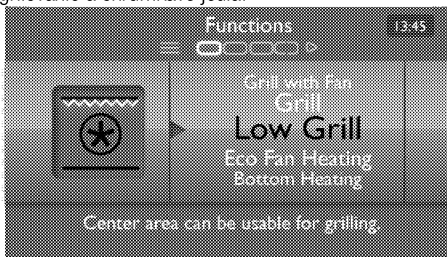 Functions
13:45
Grill with Fan
Grill
Low Grill
Eco Fan Heating
Bottom Heating
Center area can be usable for grilling.